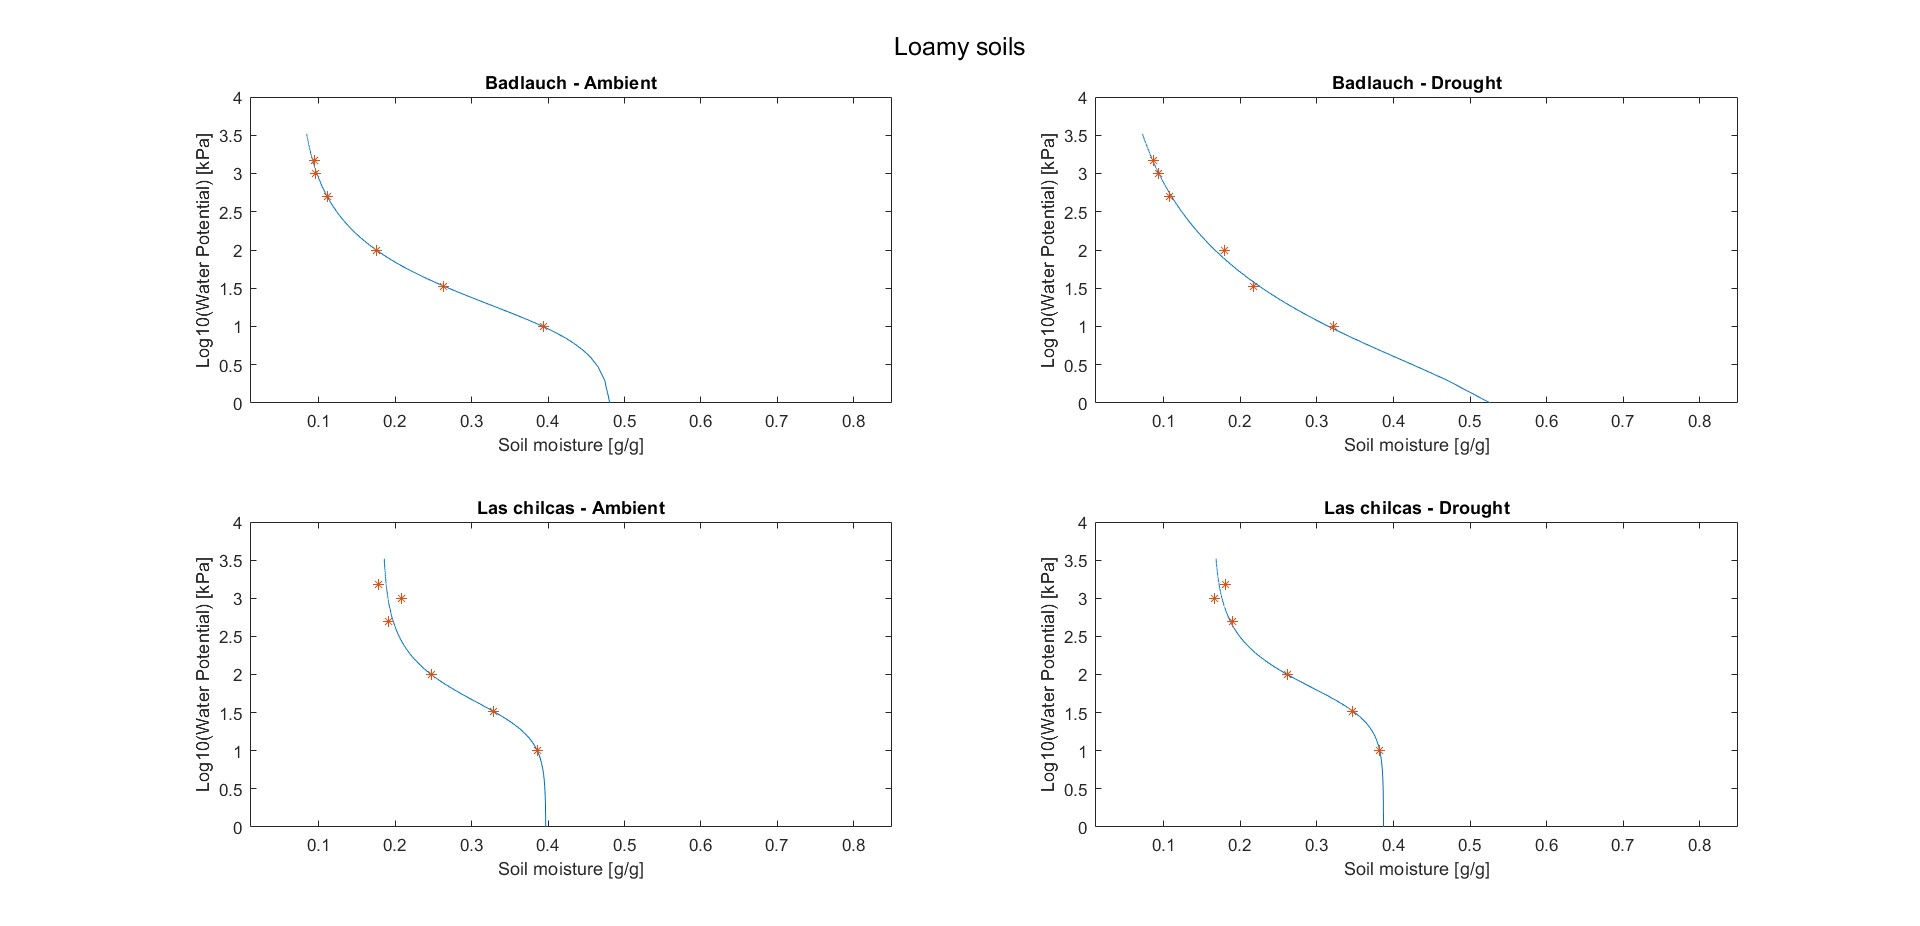 Loamy soils
Badlauch - Ambient
Log10(Water Potential) [kPa]
4
3.5
3
2.5
2
1.5
1
0.5
0
0.1 0.2 0.3 0.4 0.5 0.6 0.7 0.8
Soil moisture [g/g]
Badlauch - Drought
Log10(Water Potential) [kPa]
4
3.5
3
2.5
2
1.5
1
0.5
0
0.1 0.2 0.3 0.4 0.5 0.6 0.7 0.8
Soil moisture [g/g]
Las chilcas - Ambient
Log10(Water Potential) [kPa]
4
3.5
3
2.5
2
1.5
1
0.5
0
0.1 0.2 0.3 0.4 0.5 0.6 0.7 0.8
Soil moisture [g/g]
Las chilcas - Drought
Log10(Water Potential) [kPa]
4
3.5
3
2.5
2
1.5
1
0.5
0
0.1 0.2 0.3 0.4 0.5 0.6 0.7 0.8
Soil moisture [g/g]